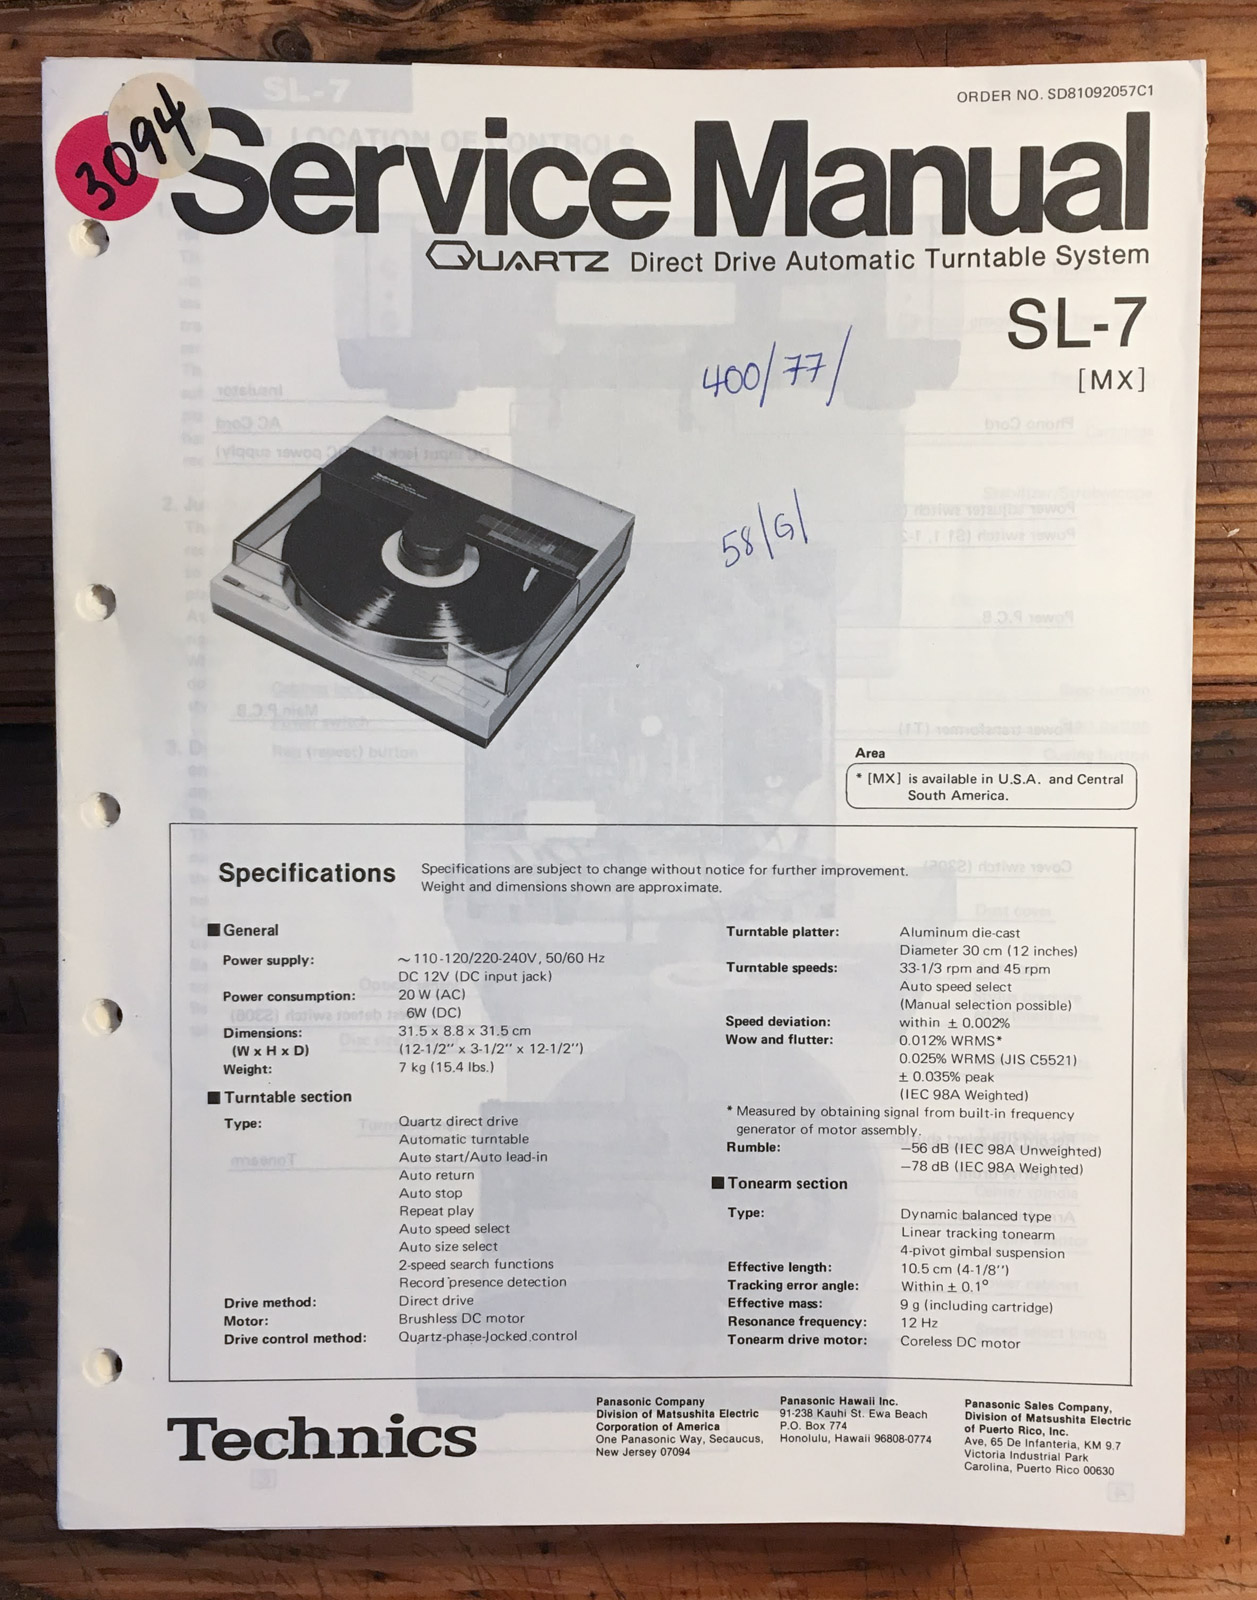 3094
ORDER NO. SD81092057C1
Service Manual
QUARTZ Direct Drive Automatic Turntable System
SL-7
[MX]
400/77/
58/G/
Area
* [MX] is available in U.S.A. and Central
South America.
Specifications
Specifications are subject to change without notice for further improvement.
Weight and dimensions shown are approximate.
■ General
Power supply: ~110-120/220-240V, 50/60 Hz
DC 12V (DC input jack)
Power consumption: 20 W (AC)
6W (DC)
Dimensions: 31.5 x 8.8 x 31.5 cm
(W x H x D) (12-1/2" x 3-1/2" x 12-1/2")
Weight: 7 kg (15.4 lbs.)
■ Turntable section
Type: Quartz direct drive
Automatic turntable
Auto start/Auto lead-in
Auto return
Auto stop
Repeat play
Auto speed select
Auto size select
2-speed search functions
Record presence detection
Drive method: Direct drive
Motor: Brushless DC motor
Drive control method: Quartz-phase-locked control
Turntable platter: Aluminum die-cast
Diameter 30 cm (12 inches)
Turntable speeds: 33-1/3 rpm and 45 rpm
Auto speed select
(Manual selection possible)
Speed deviation: within ± 0.002%
Wow and flutter: 0.012% WRMS*
0.025% WRMS (JIS C5521)
± 0.035% peak
(IEC 98A Weighted)
* Measured by obtaining signal from built-in frequency
generator of motor assembly.
Rumble: −56 dB (IEC 98A Unweighted)
−78 dB (IEC 98A Weighted)
■ Tonearm section
Type: Dynamic balanced type
Linear tracking tonearm
4-pivot gimbal suspension
Effective length: 10.5 cm (4-1/8")
Tracking error angle: Within ± 0.1°
Effective mass: 9 g (including cartridge)
Resonance frequency: 12 Hz
Tonearm drive motor: Coreless DC motor
Technics
Panasonic Company
Division of Matsushita Electric
Corporation of America
One Panasonic Way, Secaucus,
New Jersey 07094
Panasonic Hawaii Inc.
91-238 Kauhi St. Ewa Beach
P.O. Box 774
Honolulu, Hawaii 96808-0774
Panasonic Sales Company,
Division of Matsushita Electric
of Puerto Rico, Inc.
Ave, 65 De Infanteria, KM 9.7
Victoria Industrial Park
Carolina, Puerto Rico 00630